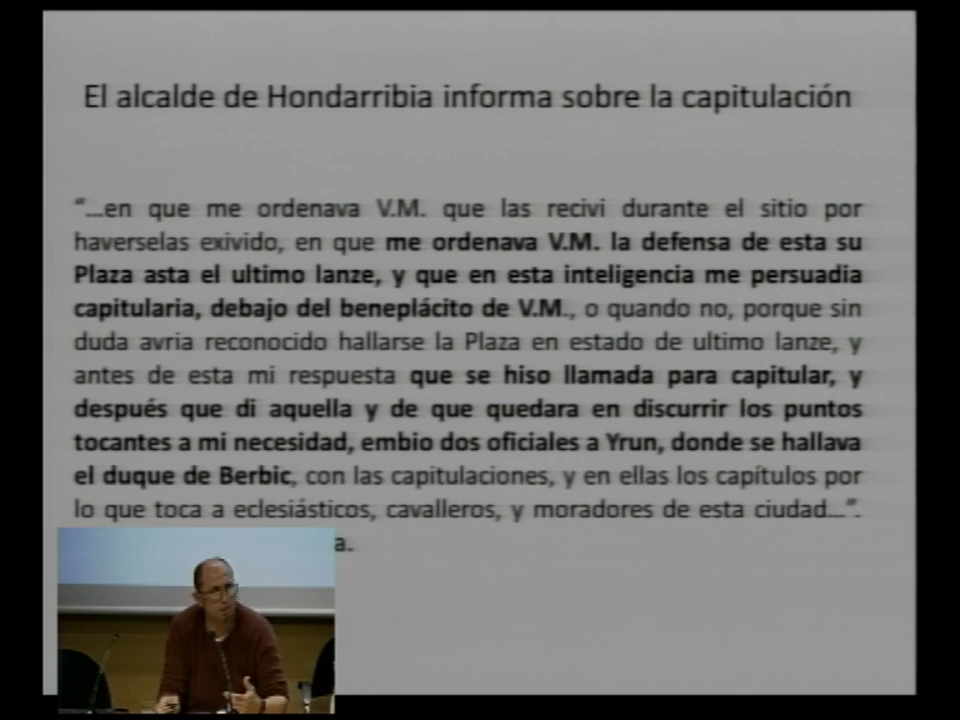 El alcalde de Hondarribia informa sobre la capitulación
“...en que me ordenava V.M. que las recivi durante el sitio por
haverselas exivido, en que me ordenava V.M. la defensa de esta su
Plaza asta el ultimo lanze, y que en esta inteligencia me persuadia
capitularia, debajo del beneplácito de V.M., o quando no, porque sin
duda avria reconocido hallarse la Plaza en estado de ultimo lanze, y
antes de esta mi respuesta que se hiso llamada para capitular, y
después que di aquella y de que quedara en discurrir los puntos
tocantes a mi necesidad, embio dos oficiales a Yrun, donde se hallava
el duque de Berbic, con las capitulaciones, y en ellas los capítulos por
lo que toca a eclesiásticos, cavalleros, y moradores de esta ciudad...”.
a.